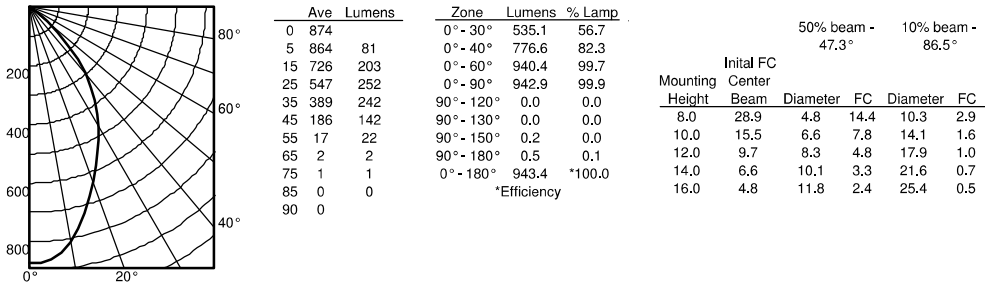 80°
200
60°
400
600
40°
800
0° 20°
Ave Lumens
0 874
5 864 81
15 726 203
25 547 252
35 389 242
45 186 142
55 17 22
65 2 2
75 1 1
85 0 0
90 0
Zone Lumens % Lamp
0°- 30° 535.1 56.7
0°- 40° 776.6 82.3
0°- 60° 940.4 99.7
0°- 90° 942.9 99.9
90°- 120° 0.0 0.0
90°- 130° 0.0 0.0
90°- 150° 0.2 0.0
90°- 180° 0.5 0.1
0°- 180° 943.4 *100.0
*Efficiency
50% beam - 10% beam -
47.3° 86.5°
Inital FC
Mounting Center
Height Beam Diameter FC Diameter FC
8.0 28.9 4.8 14.4 10.3 2.9
10.0 15.5 6.6 7.8 14.1 1.6
12.0 9.7 8.3 4.8 17.9 1.0
14.0 6.6 10.1 3.3 21.6 0.7
16.0 4.8 11.8 2.4 25.4 0.5